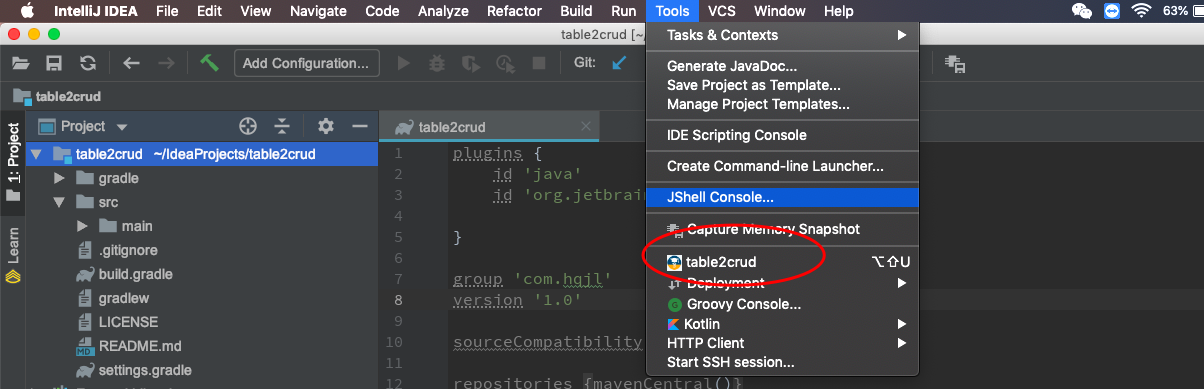 IntelliJ IDEA File Edit View Navigate Code Analyze Refactor Build Run Tools VCS Window Help 63%
table2crud [~/
Add Configuration... Git:
table2crud
1: Project
Learn
Project
table2crud ~/IdeaProjects/table2crud
gradle
src
main
.gitignore
build.gradle
gradlew
LICENSE
README.md
settings.gradle
table2crud
1 plugins {
2 id 'java'
3 id 'org.jetbrain
4
5 }
6
7 group 'com.hqjl'
8 version '1.0'
9
10 sourceCompatibility
11
12 repositories {mavenCentral()}
Tasks & Contexts
Generate JavaDoc...
Save Project as Template...
Manage Project Templates...
IDE Scripting Console
Create Command-line Launcher...
JShell Console...
Capture Memory Snapshot
table2crud ⌥⇧U
Deployment
Groovy Console...
Kotlin
HTTP Client
Start SSH session...